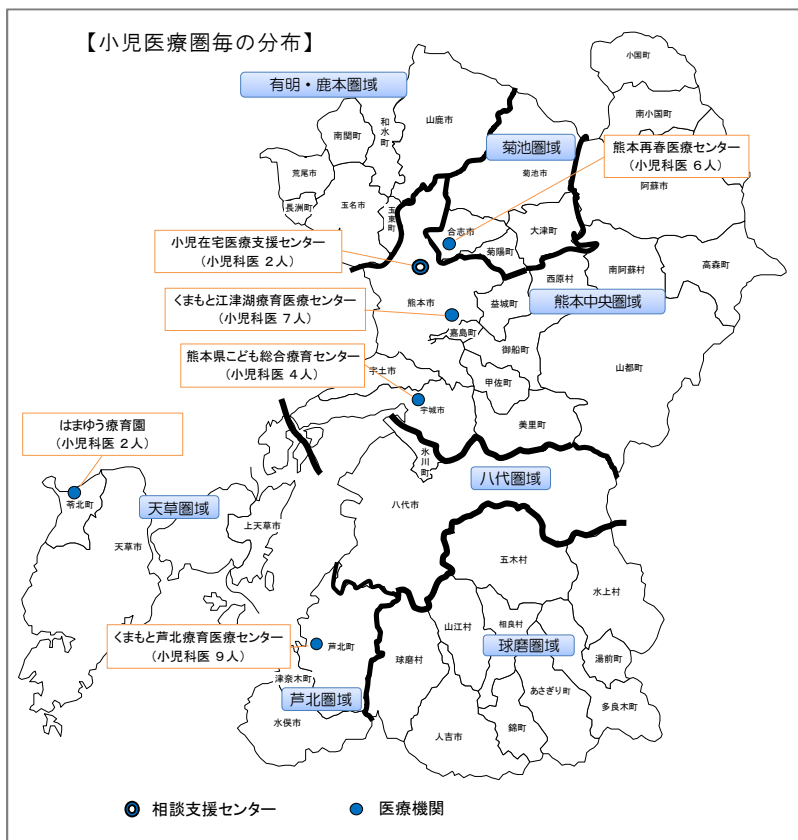 【小児医療圏毎の分布】
小国町
有明・鹿本圏域
南小国町
和水町
山鹿市
南関町
菊池圏域
熊本再春医療センター
(小児科医 6人)
荒尾市
菊池市
阿蘇市
長洲町
玉名市
玉東町
合志市
大津町
小児在宅医療支援センター
(小児科医 2人)
菊陽町
西原村
南阿蘇村
高森町
くまもと江津湖療育医療センター
(小児科医 7人)
熊本市
益城町
熊本中央圏域
嘉島町
御船町
熊本県こども総合療育センター
(小児科医 4人)
宇土市
甲佐町
山都町
宇城市
美里町
はまゆう療育園
(小児科医 2人)
氷川町
八代圏域
苓北町
天草圏域
八代市
上天草市
天草市
五木村
水上村
くまもと芦北療育医療センター
(小児科医 9人)
芦北町
山江村
相良村
球磨圏域
球磨村
湯前町
津奈木町
芦北圏域
あさぎり町
多良木町
水俣市
人吉市
錦町
相談支援センター
医療機関